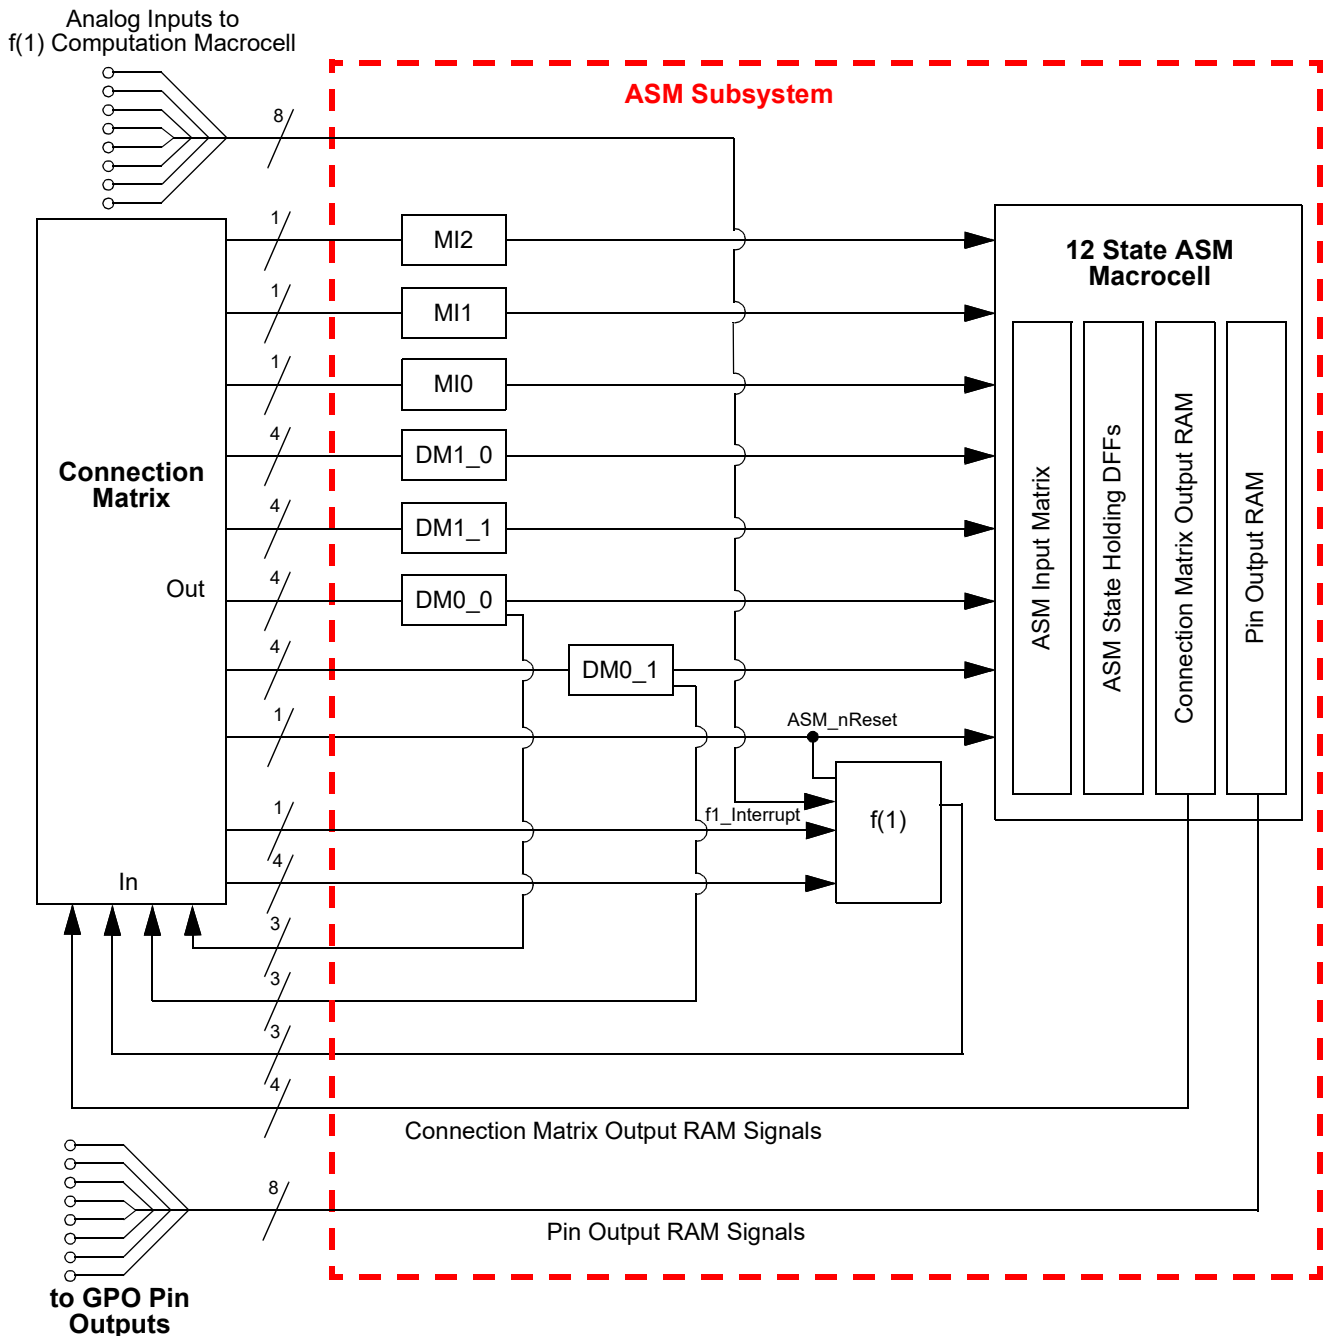 Analog Inputs to
f(1) Computation Macrocell
ASM Subsystem
8
1
MI2
12 State ASM
Macrocell
1
MI1
1
MI0
4
DM1_0
Connection
Matrix
4
DM1_1
Out
4
DM0_0
4
DM0_1
1
ASM_nReset
ASM Input Matrix
ASM State Holding DFFs
Connection Matrix Output RAM
Pin Output RAM
1
f1_Interrupt
f(1)
4
In
3
3
3
4
Connection Matrix Output RAM Signals
8
Pin Output RAM Signals
to GPO Pin
Outputs